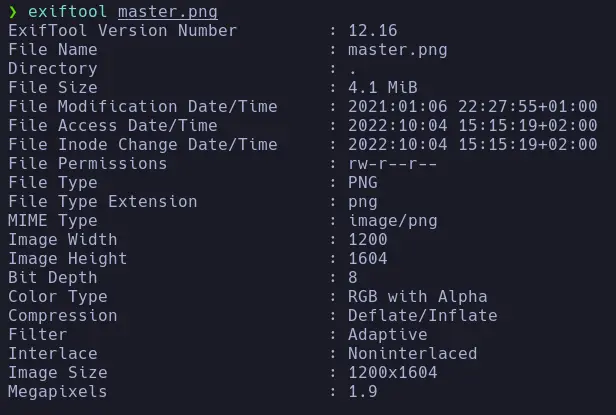 ❯ exiftool master.png
ExifTool Version Number : 12.16
File Name : master.png
Directory : .
File Size : 4.1 MiB
File Modification Date/Time : 2021:01:06 22:27:55+01:00
File Access Date/Time : 2022:10:04 15:15:19+02:00
File Inode Change Date/Time : 2022:10:04 15:15:19+02:00
File Permissions : rw-r--r--
File Type : PNG
File Type Extension : png
MIME Type : image/png
Image Width : 1200
Image Height : 1604
Bit Depth : 8
Color Type : RGB with Alpha
Compression : Deflate/Inflate
Filter : Adaptive
Interlace : Noninterlaced
Image Size : 1200x1604
Megapixels : 1.9